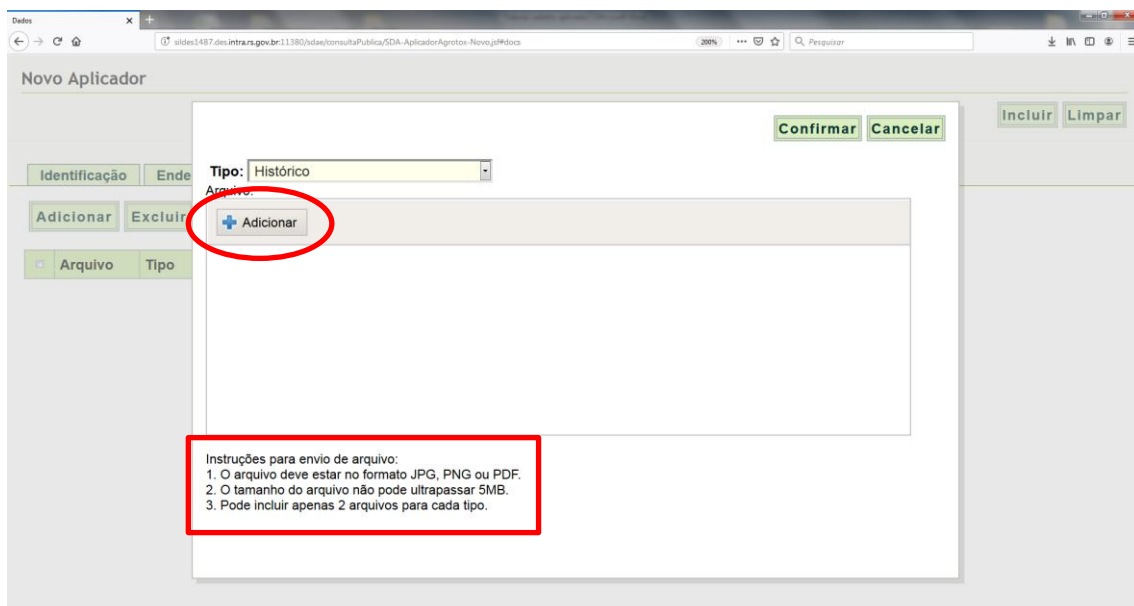 Dados
sildes1487.des.intra.rs.gov.br:11380/sdae/consultaPublica/SDA-AplicadorAgrotos-Novo.jsf#docs
200%
Pesquisar
Novo Aplicador
Incluir Limpar
Confirmar Cancelar
Identificação Ende
Tipo: Histórico
Arquivo:
Adicionar Excluir
Adicionar
Arquivo Tipo
Instruções para envio de arquivo:
1. O arquivo deve estar no formato JPG, PNG ou PDF.
2. O tamanho do arquivo não pode ultrapassar 5MB.
3. Pode incluir apenas 2 arquivos para cada tipo.